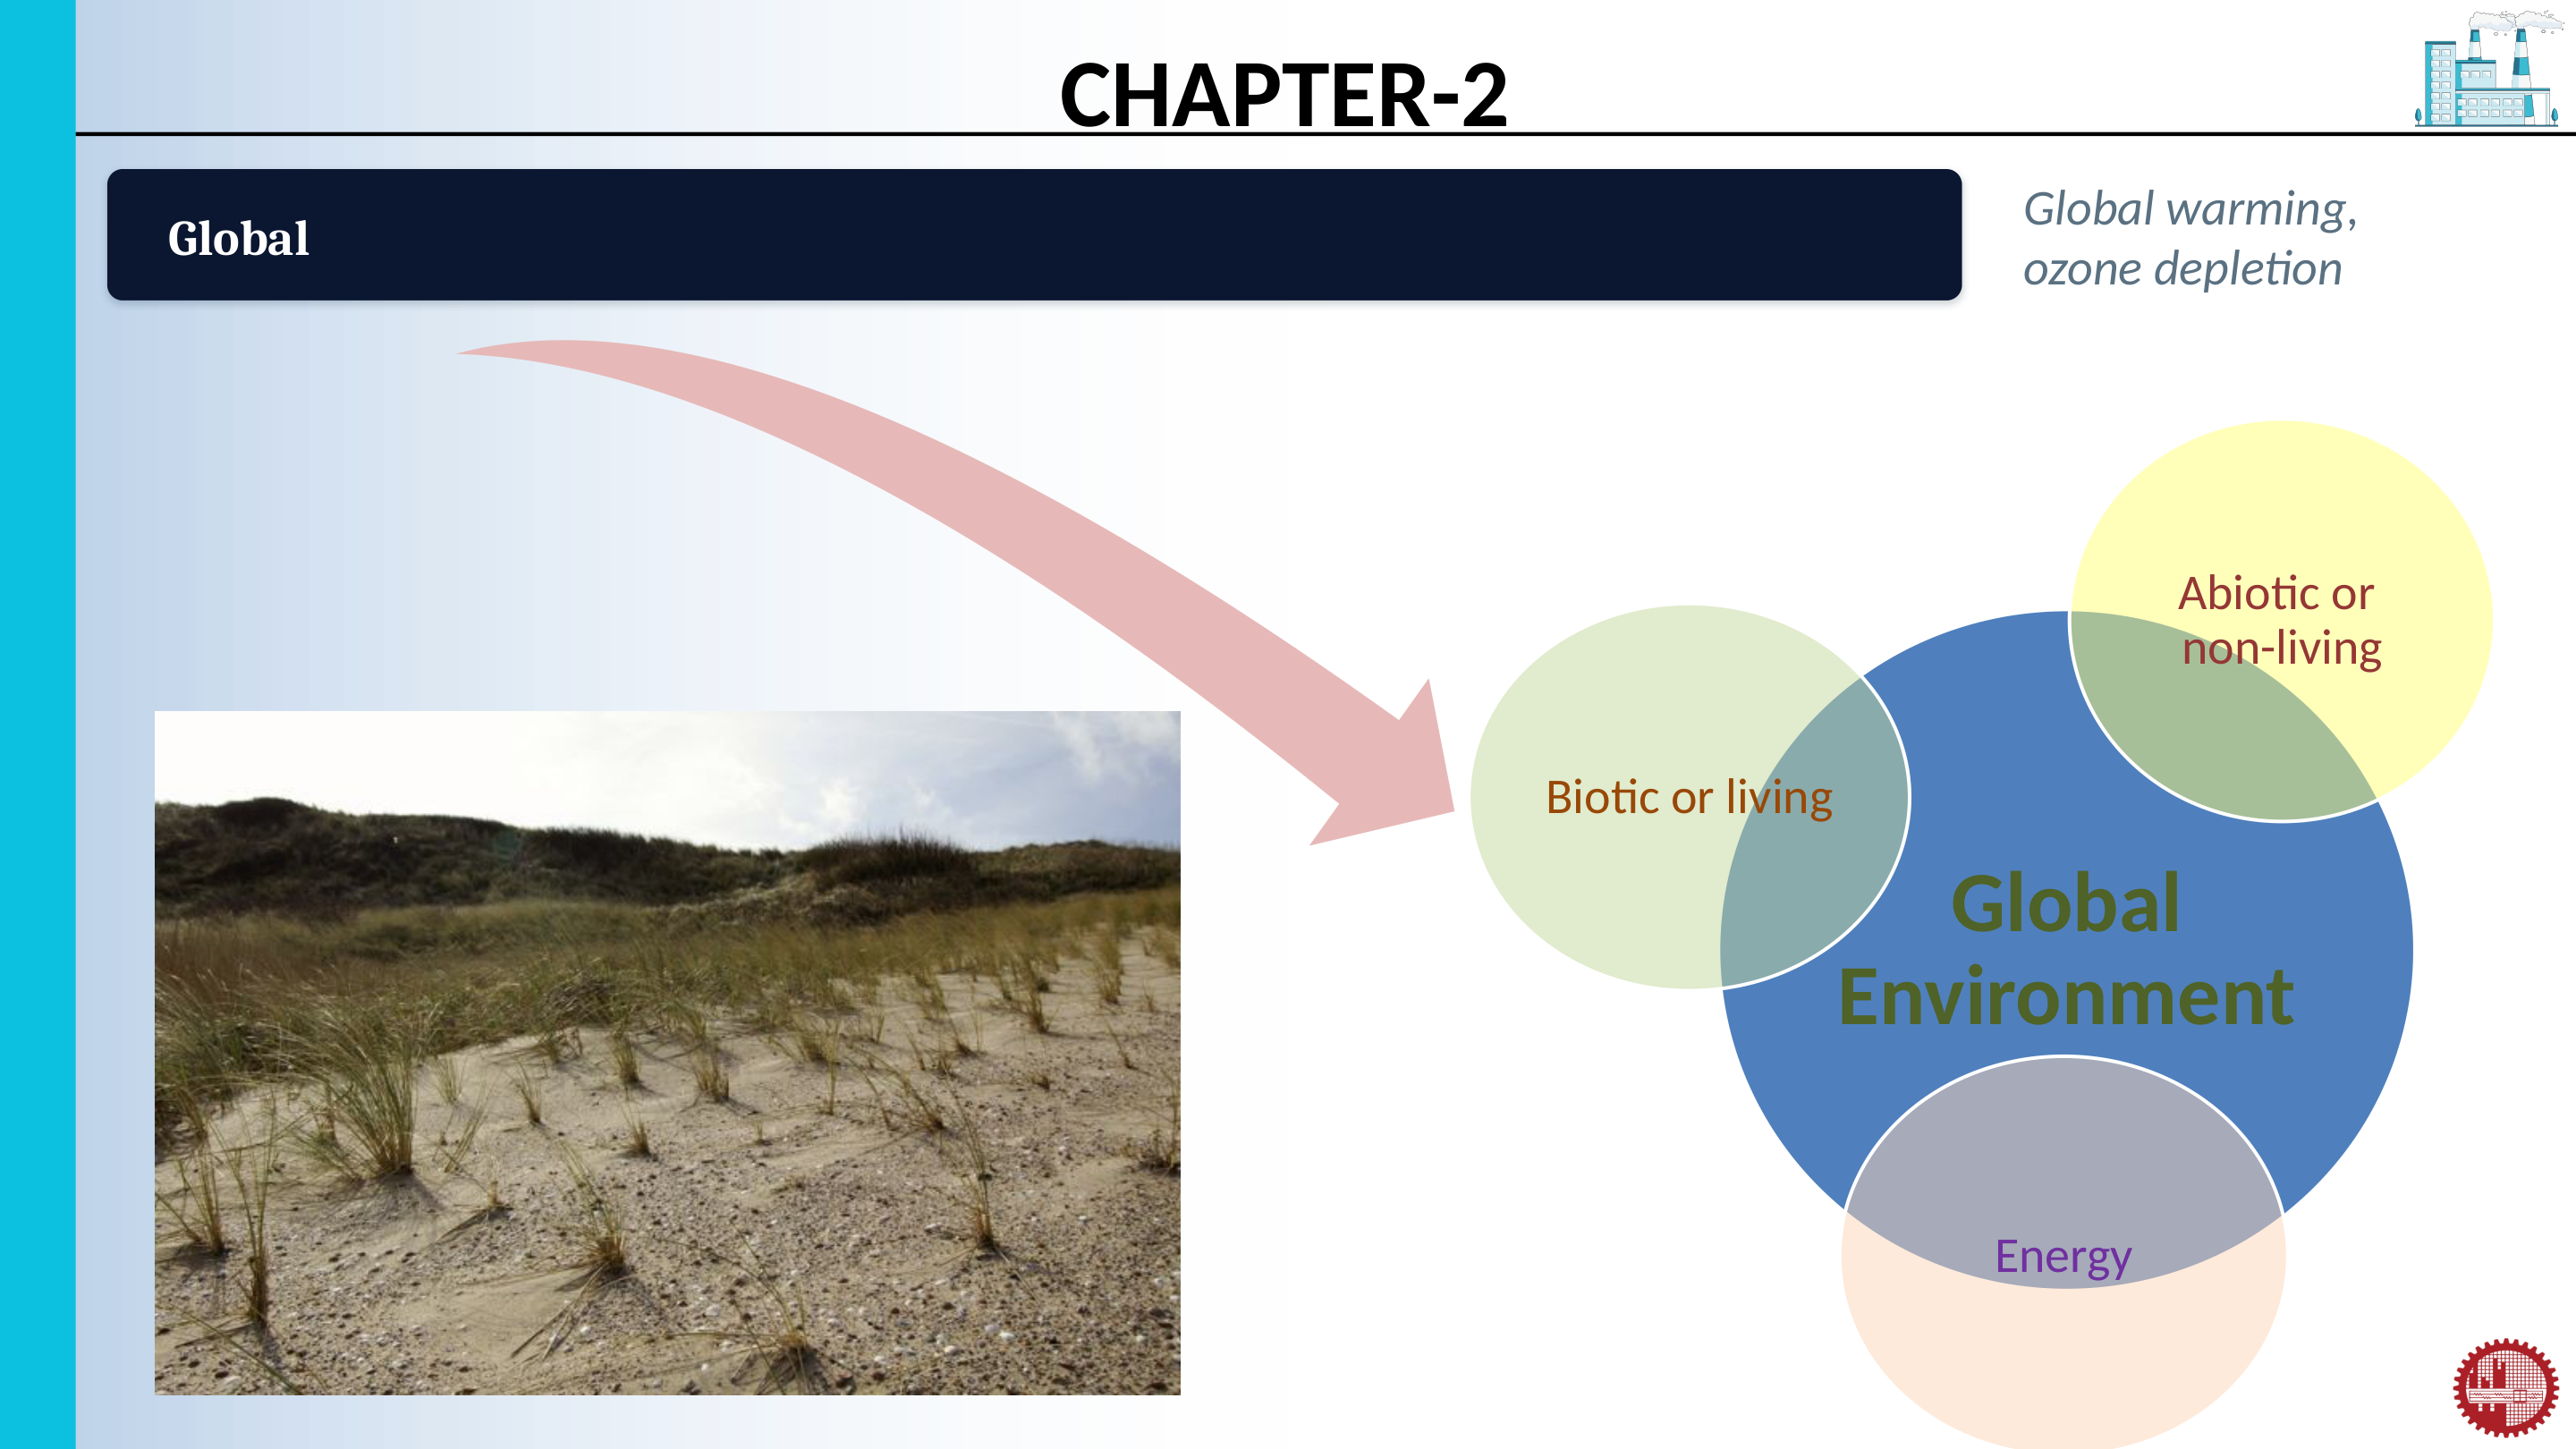 CHAPTER-2
Global
Global warming,
ozone depletion
Abiotic or
non-living
Biotic or living
Global
Environment
Energy